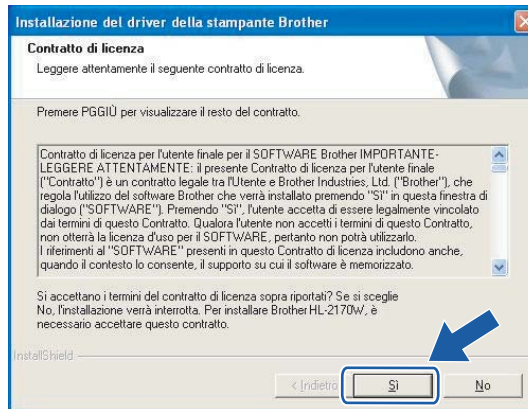 Installazione del driver della stampante Brother
Contratto di licenza
Leggere attentamente il seguente contratto di licenza.
Premere PGGIÙ per visualizzare il resto del contratto.
Contratto di licenza per l'utente finale per il SOFTWARE Brother IMPORTANTE-
LEGGERE ATTENTAMENTE: il presente Contratto di licenza per l'utente finale
("Contratto") è un contratto legale tra l'Utente e Brother Industries, Ltd. ("Brother"), che
regola l'utilizzo del software Brother che verrà installato premendo "Sì" in questa finestra di
dialogo ("SOFTWARE"). Premendo "Sì", l'utente accetta di essere legalmente vincolato
dai termini di questo Contratto. Qualora l'utente non accetti i termini di questo Contratto,
non otterrà la licenza d'uso per il SOFTWARE, pertanto non potrà utilizzarlo.
I riferimenti al "SOFTWARE" presenti in questo Contratto di licenza includono anche,
quando il contesto lo consente, il supporto su cui il software è memorizzato.
Si accettano i termini del contratto di licenza sopra riportati? Se si sceglie
No, l'installazione verrà interrotta. Per installare Brother HL-2170W, è
necessario accettare questo contratto.
InstallShield
< Indietro Sì No